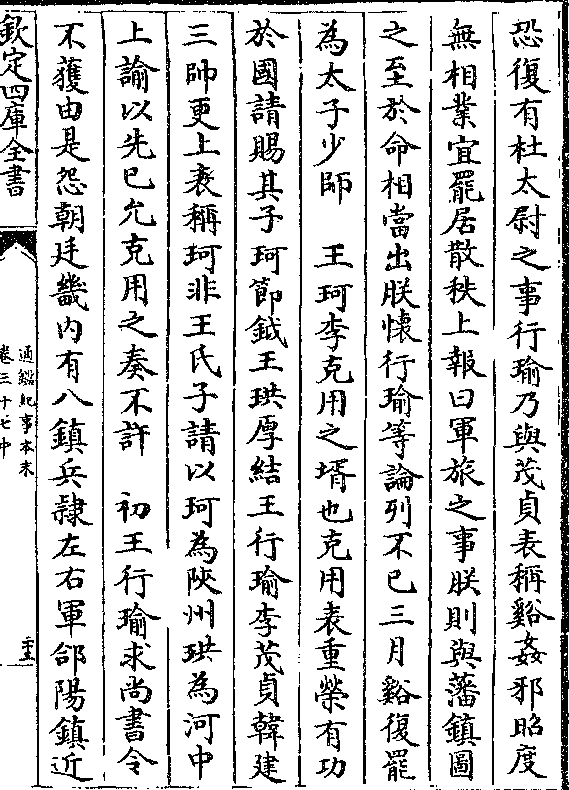 恐復有杜太尉之事行瑜乃與茂貞表稱谿姦邪昭度
無相業宜罷居散秩上報曰軍旅之事朕則與藩鎮圖
之至於命相當出朕懷行瑜等論列不已三月谿復罷
為太子少師　王珂李克用之壻也克用表重榮有功
於國請賜其子珂節鉞王珙厚結王行瑜李茂貞韓建
三帥更上表稱珂非王氏子請以珂為陜州珙為河中
上諭以先已允克用之奏不許　初王行瑜求尚書令
不獲由是怨朝廷畿內有八鎮兵隷左右軍郃陽鎮近
欽定四庫全書
通鑑紀事本末
卷三十七中
二十五